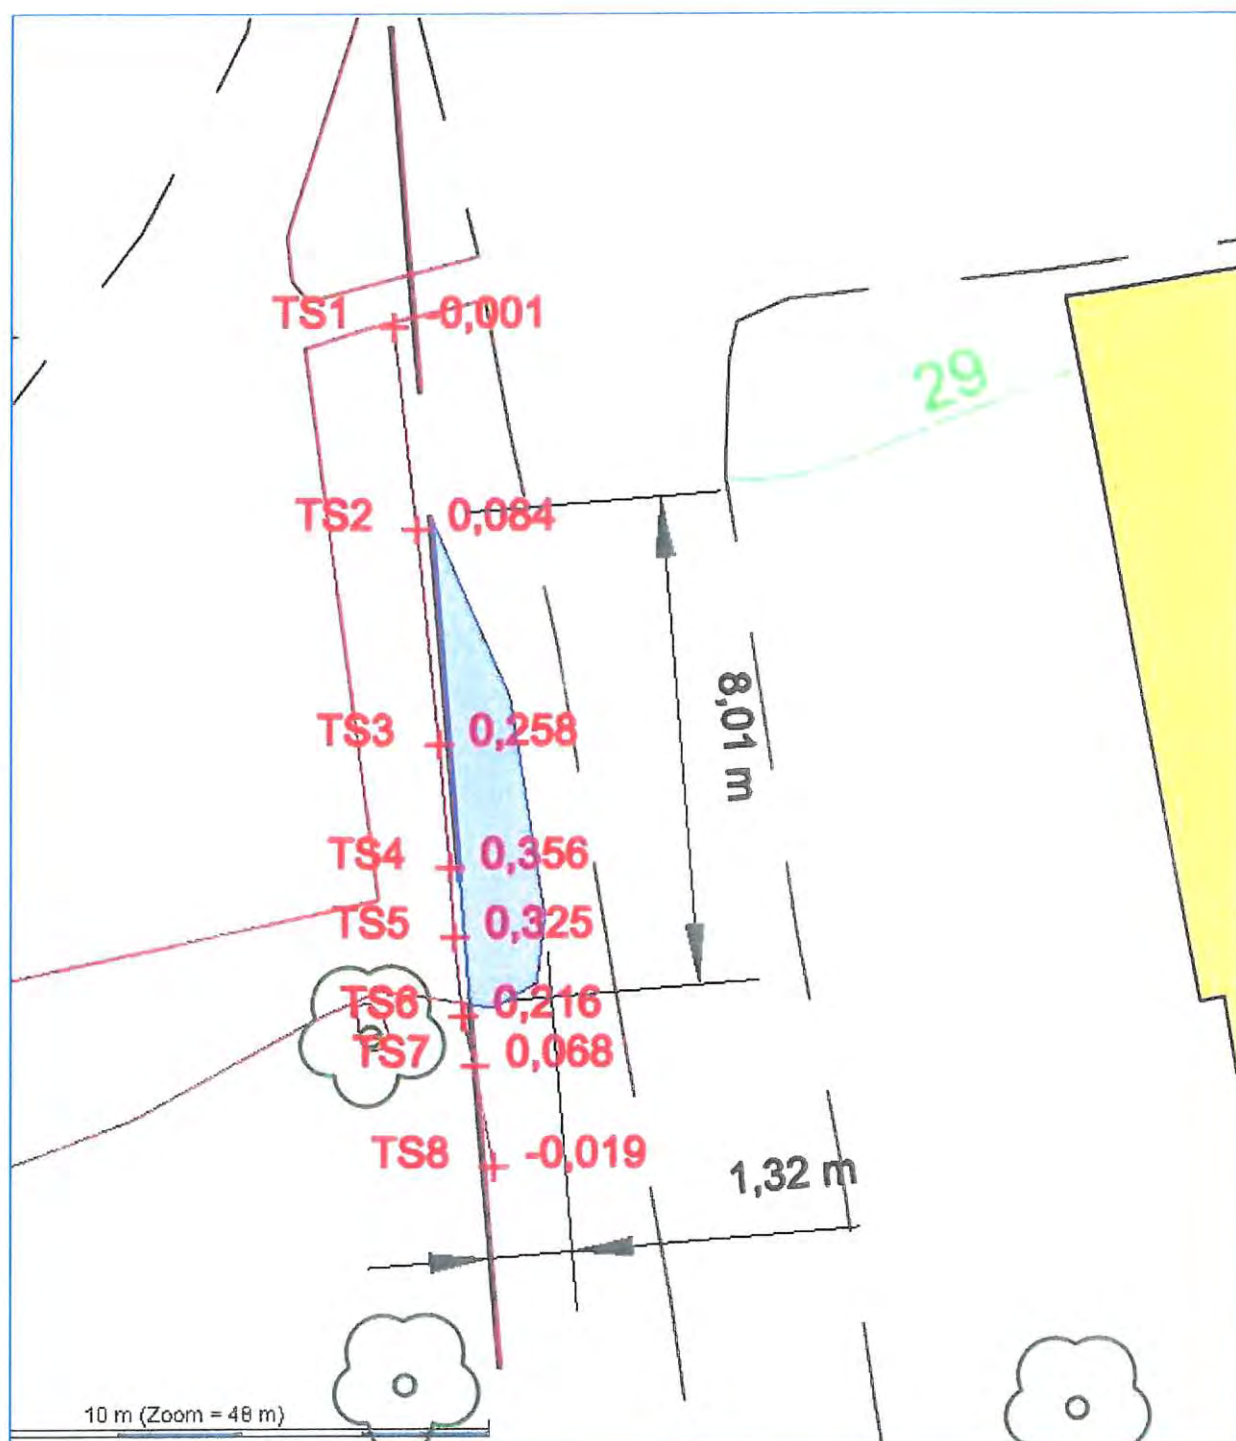 TS1 -0,001
29
TS2 0,084
TS3 0,258
8,01 m
TS4 0,356
TS5 0,325
TS6 0,216
TS7 0,068
TS8 -0,019
1,32 m
10 m (Zoom = 48 m)